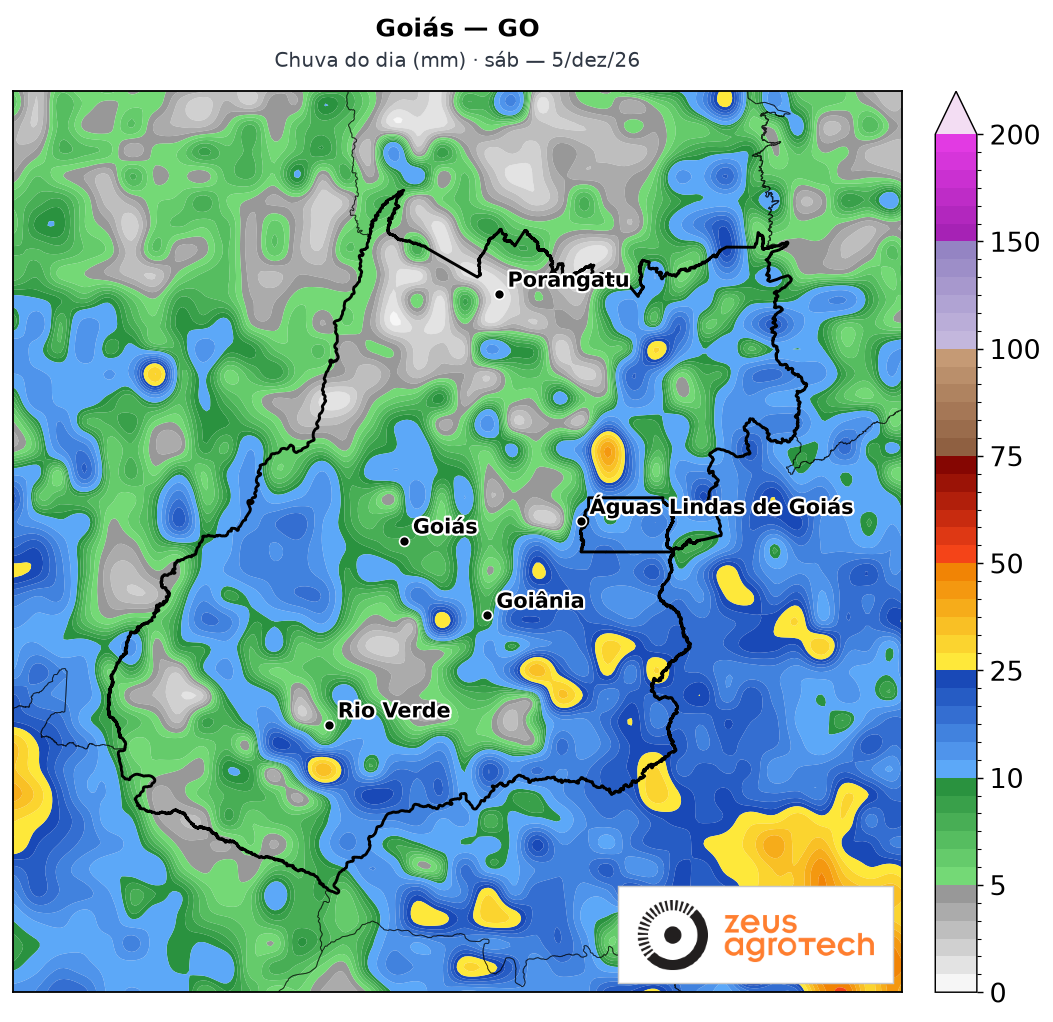 Goiás — GO
Chuva do dia (mm) · sáb — 5/dez/26
Porangatu
Águas Lindas de Goiás
Goiás
Goiânia
Rio Verde
200
150
100
75
50
25
10
5
0
zeus
agrotech